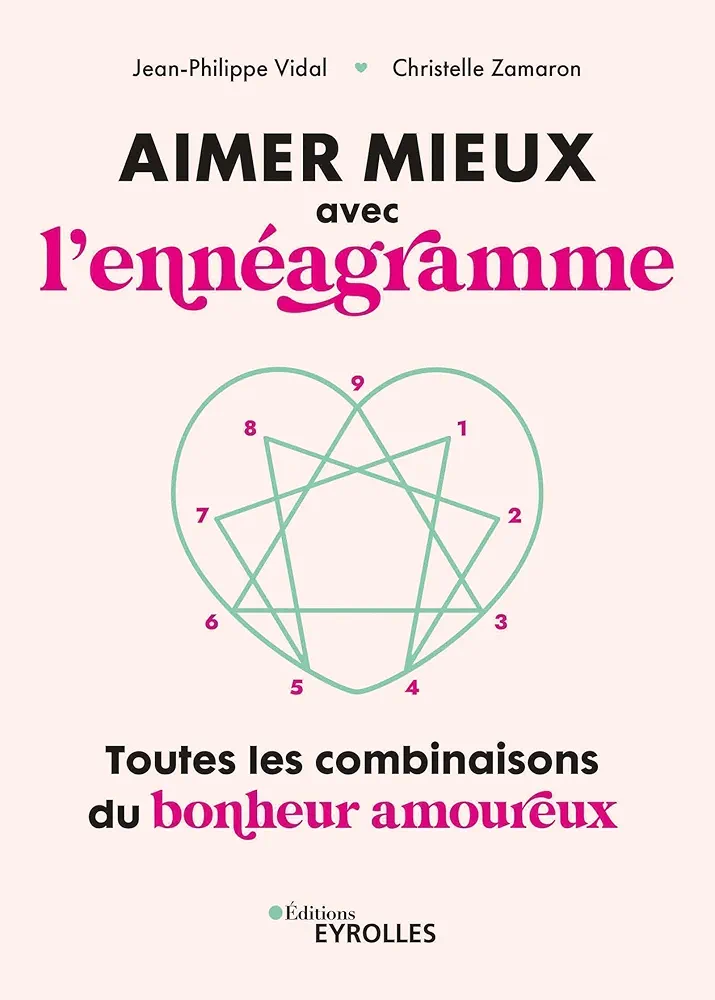 Jean-Philippe Vidal Christelle Zamaron
AIMER MIEUX
avec
l'ennéagramme
9
8 1
7 2
6 3
5 4
Toutes les combinaisons
du bonheur amoureux
Éditions
EYROLLES